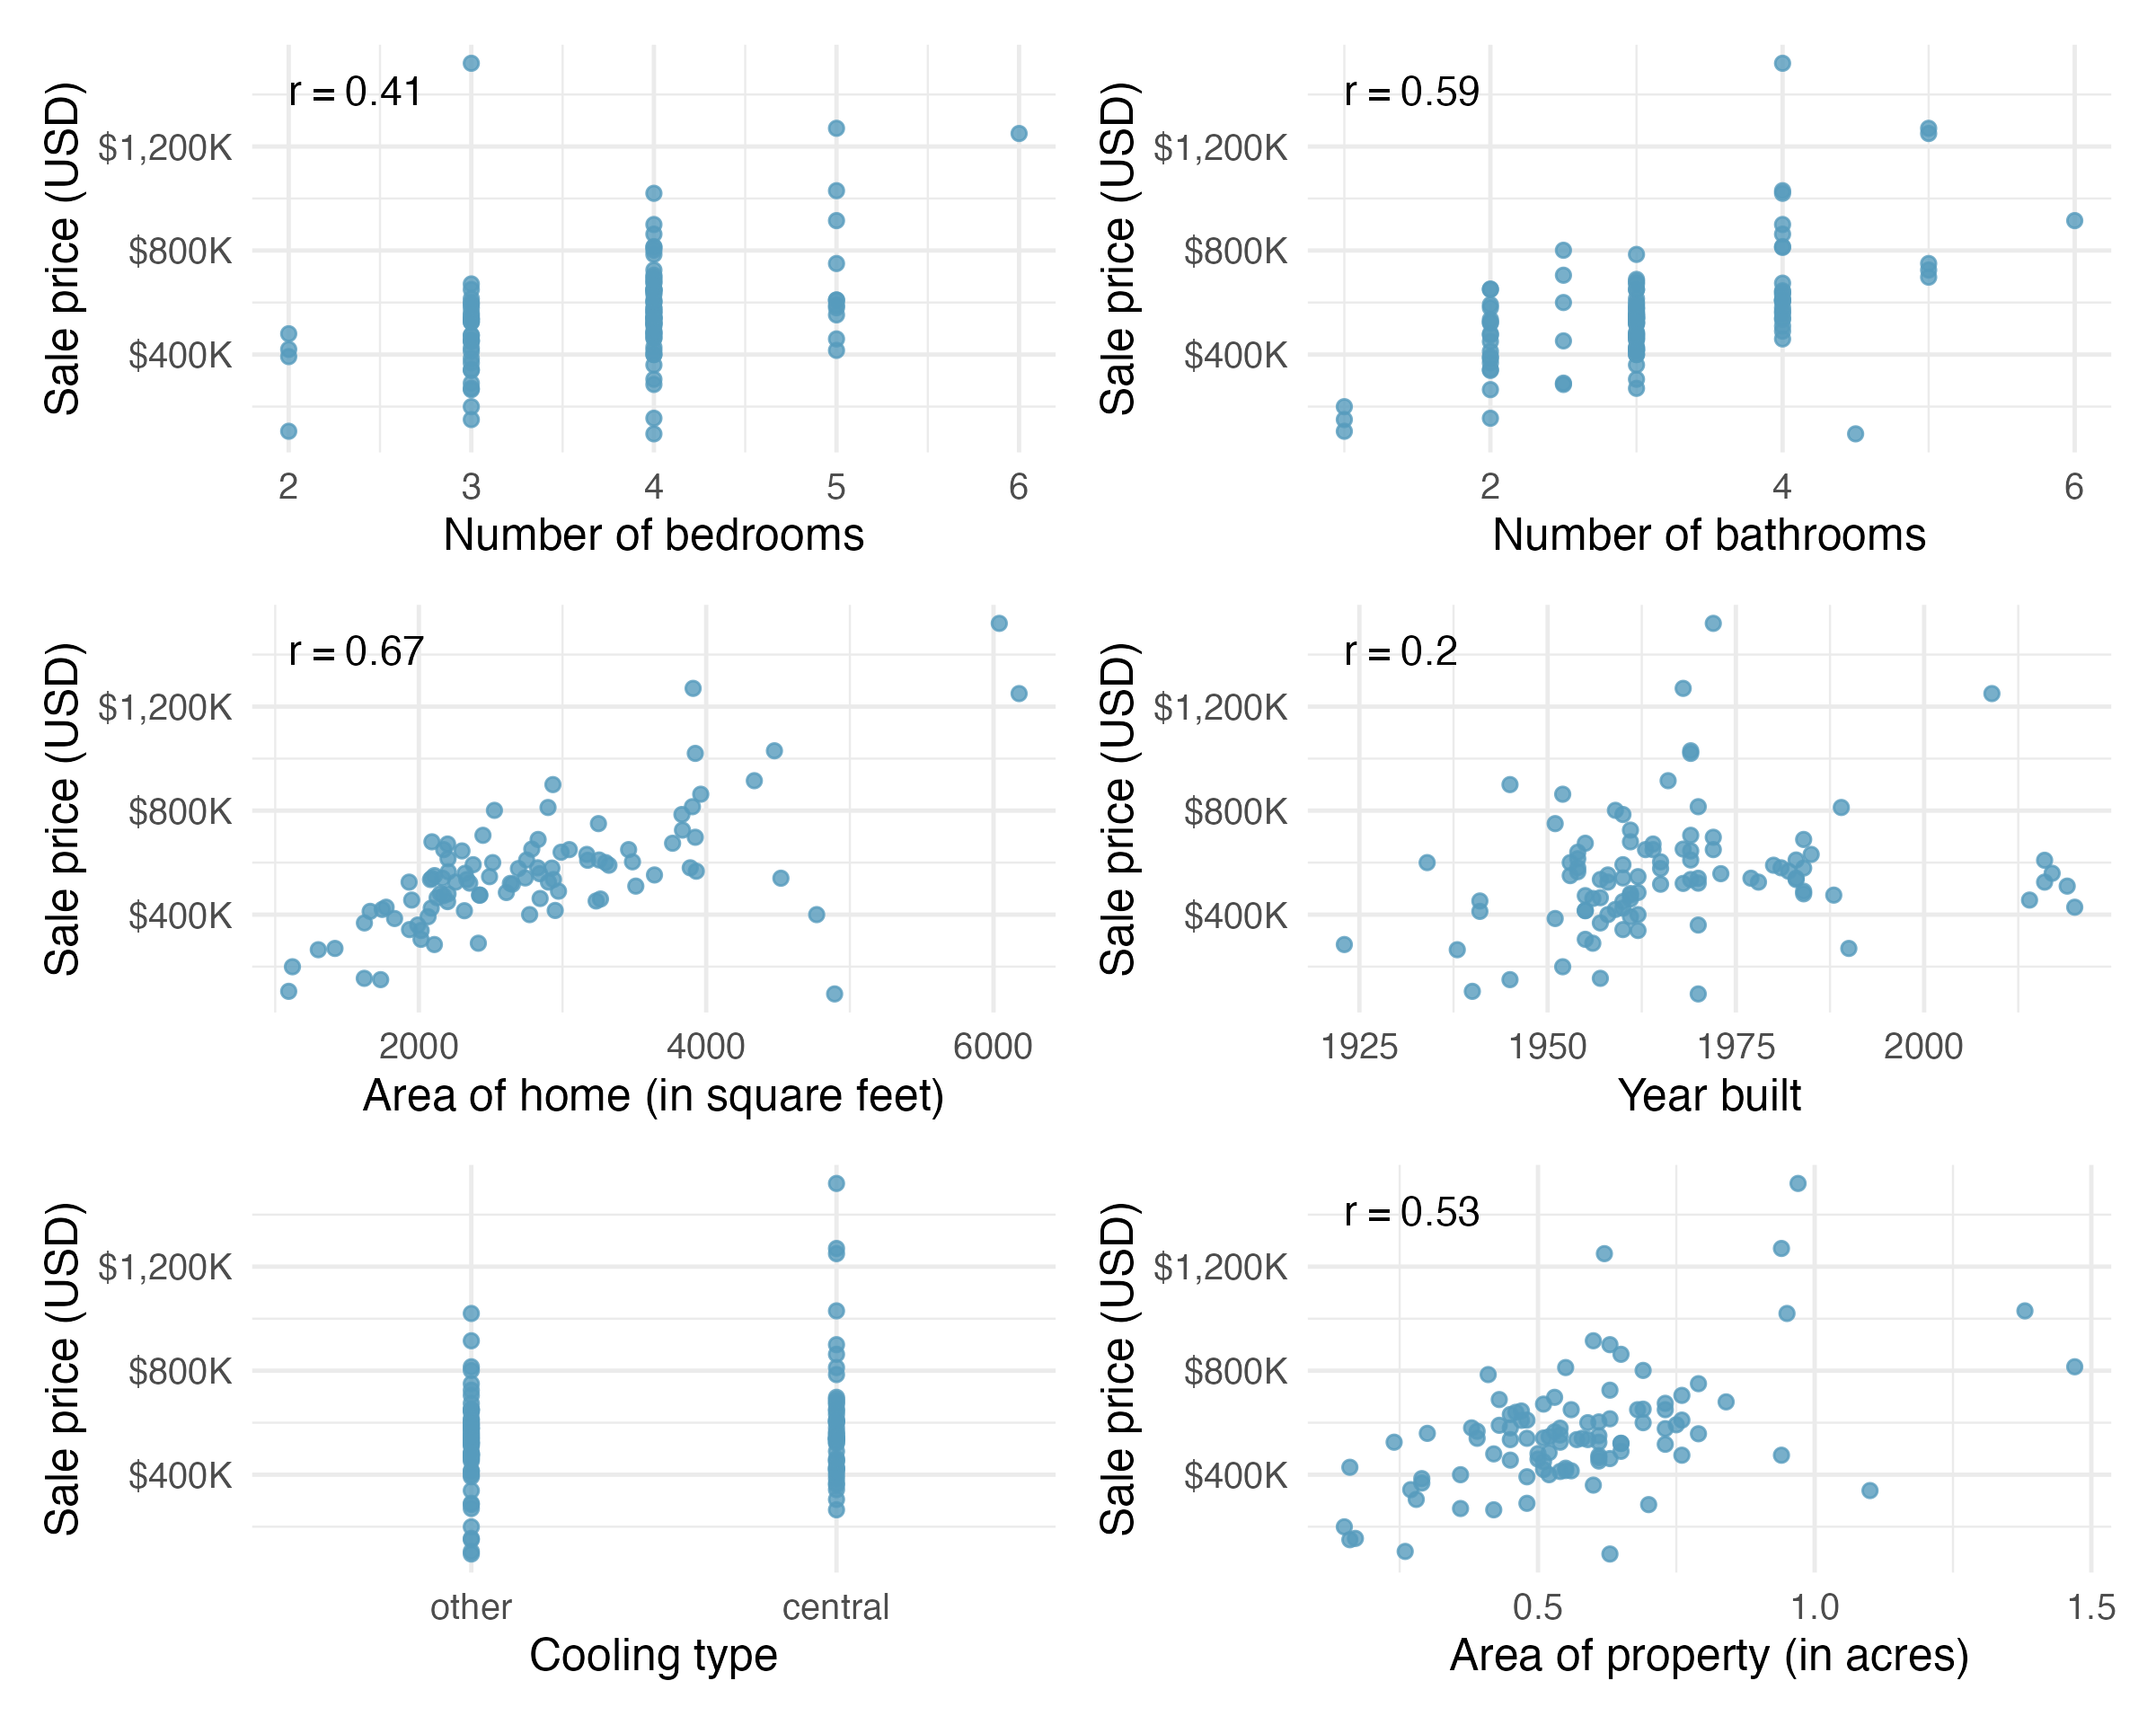 r = 0.41
Sale price (USD)
$1,200K
$800K
$400K
2 3 4 5 6
Number of bedrooms
r = 0.59
Sale price (USD)
$1,200K
$800K
$400K
2 4 6
Number of bathrooms
r = 0.67
Sale price (USD)
$1,200K
$800K
$400K
2000 4000 6000
Area of home (in square feet)
r = 0.2
Sale price (USD)
$1,200K
$800K
$400K
1925 1950 1975 2000
Year built
Sale price (USD)
$1,200K
$800K
$400K
other central
Cooling type
r = 0.53
Sale price (USD)
$1,200K
$800K
$400K
0.5 1.0 1.5
Area of property (in acres)